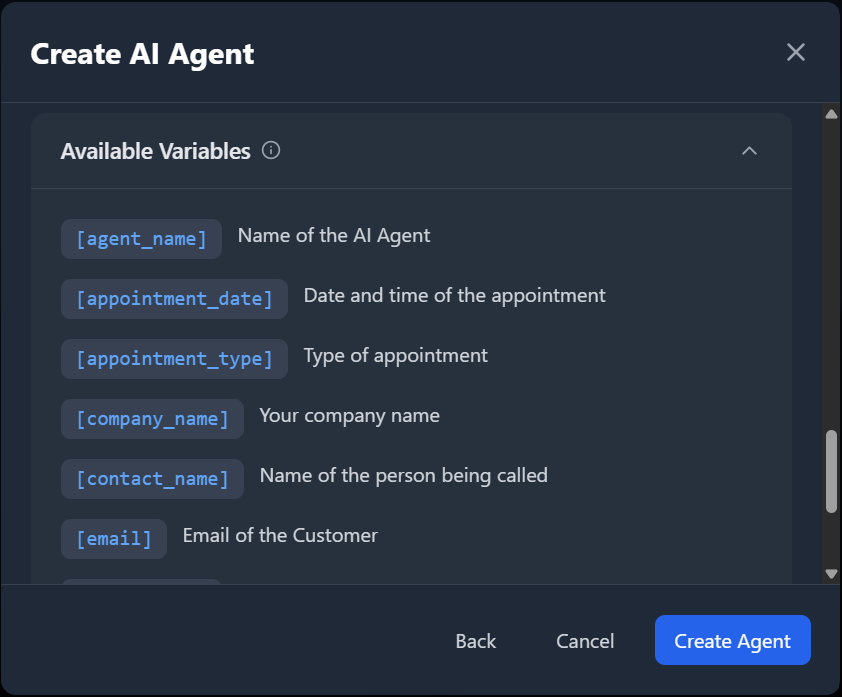 Create AI Agent
Available Variables
[agent_name] Name of the AI Agent
[appointment_date] Date and time of the appointment
[appointment_type] Type of appointment
[company_name] Your company name
[contact_name] Name of the person being called
[email] Email of the Customer
Back Cancel Create Agent